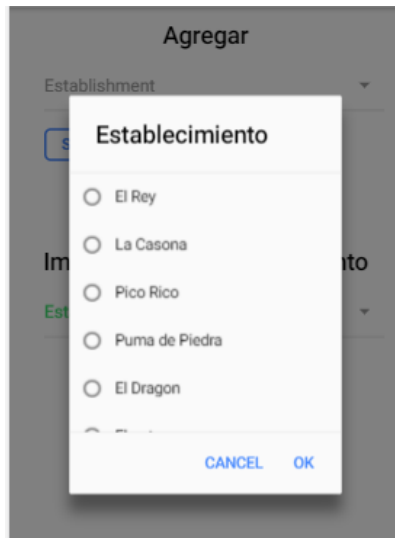 Agregar
Establishment
S
Establecimiento
El Rey
La Casona
Im
nto
Pico Rico
Est
Puma de Piedra
El Dragon
CANCEL OK